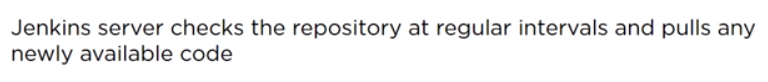 Jenkins server checks the repository at regular intervals and pulls any
newly available code